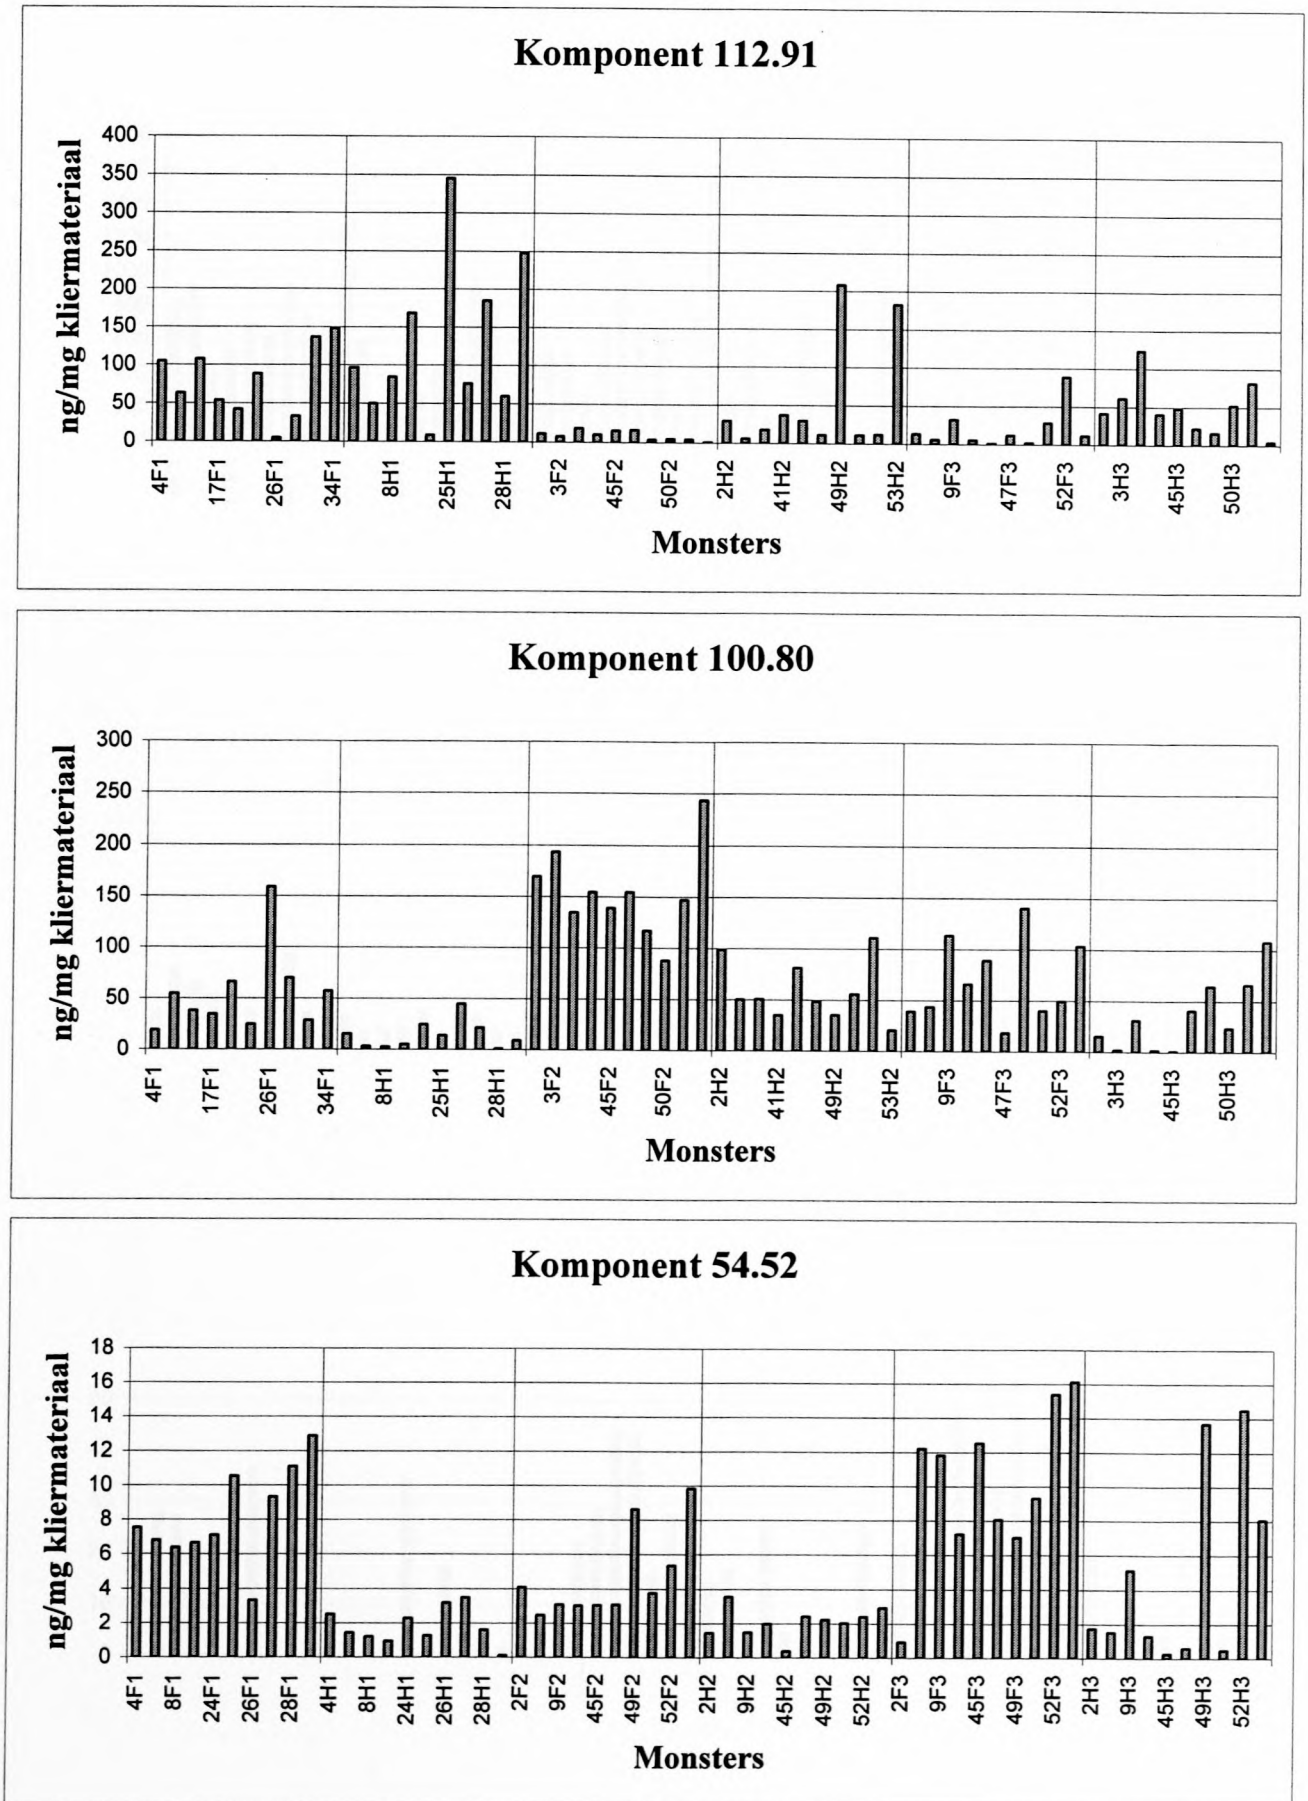 Komponent 112.91
ng/mg kliermateriaal
400
350
300
250
200
150
100
50
0
4F1 17F1 26F1 34F1 8H1 25H1 28H1 3F2 45F2 50F2 2H2 41H2 49H2 53H2 9F3 47F3 52F3 3H3 45H3 50H3
Monsters
Komponent 100.80
ng/mg kliermateriaal
300
250
200
150
100
50
0
4F1 17F1 26F1 34F1 8H1 25H1 28H1 3F2 45F2 50F2 2H2 41H2 49H2 53H2 9F3 47F3 52F3 3H3 45H3 50H3
Monsters
Komponent 54.52
ng/mg kliermateriaal
18
16
14
12
10
8
6
4
2
0
4F1 8F1 24F1 26F1 28F1 4H1 8H1 24H1 26H1 28H1 2F2 9F2 45F2 49F2 52F2 2H2 9H2 45H2 49H2 52H2 2F3 9F3 45F3 49F3 52F3 2H3 9H3 45H3 49H3 52H3
Monsters